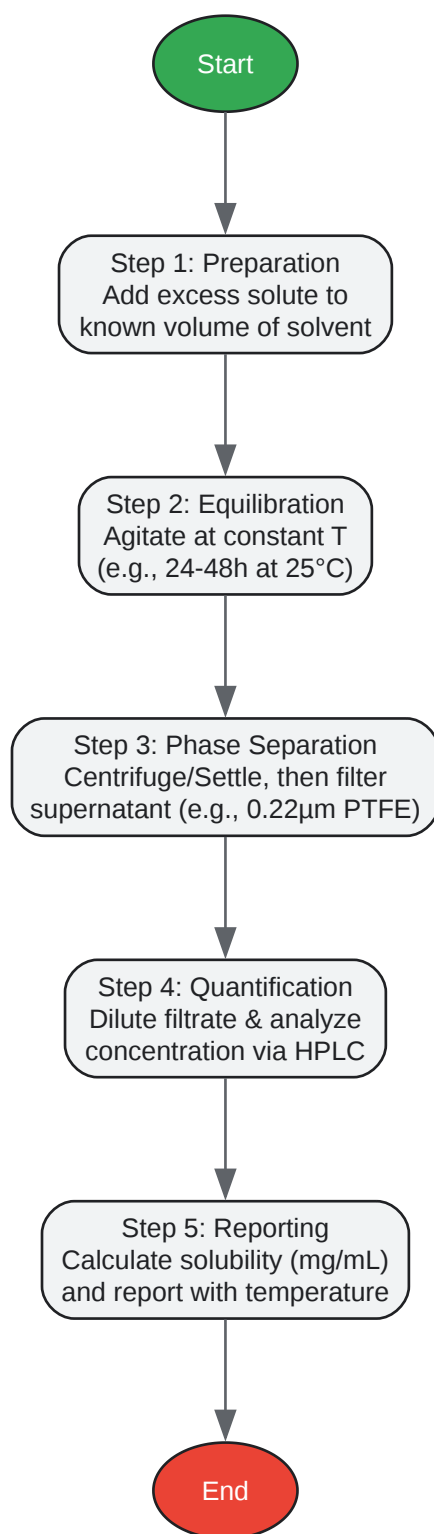 Start
Step 1: Preparation
Add excess solute to
known volume of solvent
Step 2: Equilibration
Agitate at constant T
(e.g., 24-48h at 25°C)
Step 3: Phase Separation
Centrifuge/Settle, then filter
supernatant (e.g., 0.22µm PTFE)
Step 4: Quantification
Dilute filtrate & analyze
concentration via HPLC
Step 5: Reporting
Calculate solubility (mg/mL)
and report with temperature
End